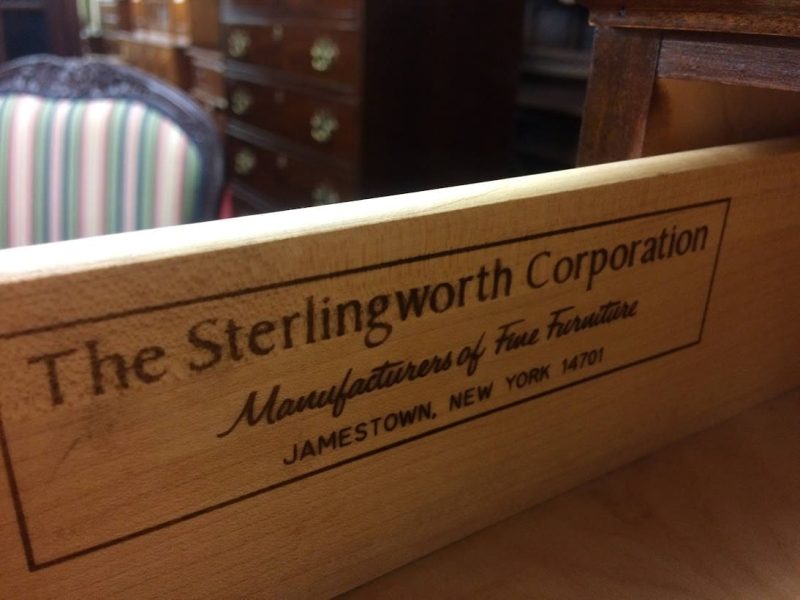 The Sterlingworth Corporation
Manufacturers of Fine Furniture
JAMESTOWN, NEW YORK 14701